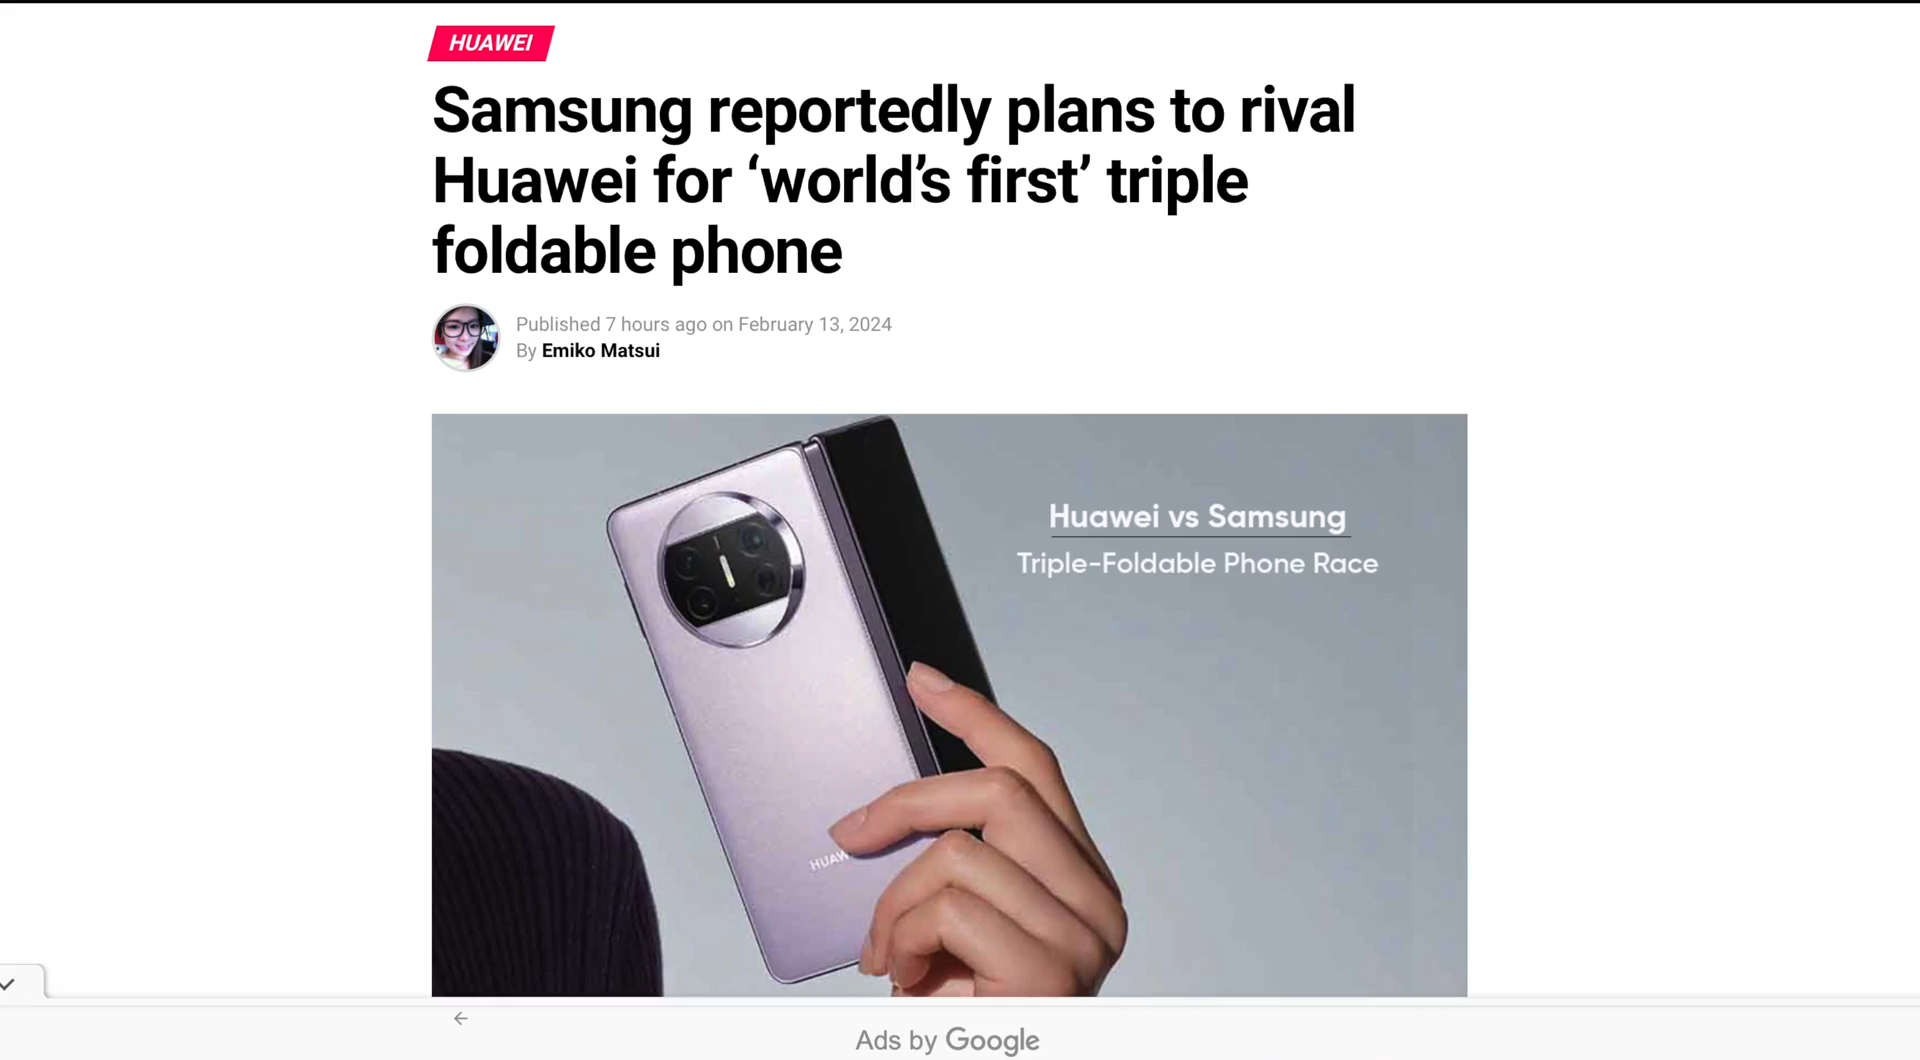 HUAWEI
Samsung reportedly plans to rival
Huawei for ‘world’s first’ triple
foldable phone
Published 7 hours ago on February 13, 2024
By Emiko Matsui
Huawei vs Samsung
Triple-Foldable Phone Race
HUAW
Ads by Google